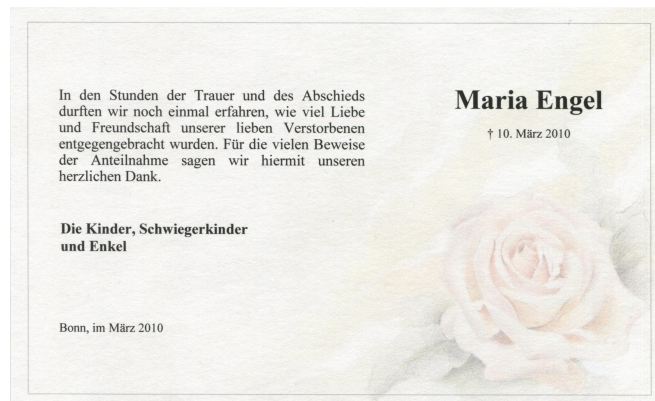 In den Stunden der Trauer und des Abschieds
durften wir noch einmal erfahren, wie viel Liebe
und Freundschaft unserer lieben Verstorbenen
entgegengebracht wurden. Für die vielen Beweise
der Anteilnahme sagen wir hiermit unseren
herzlichen Dank.
Die Kinder, Schwiegerkinder
und Enkel
Bonn, im März 2010
Maria Engel
† 10. März 2010